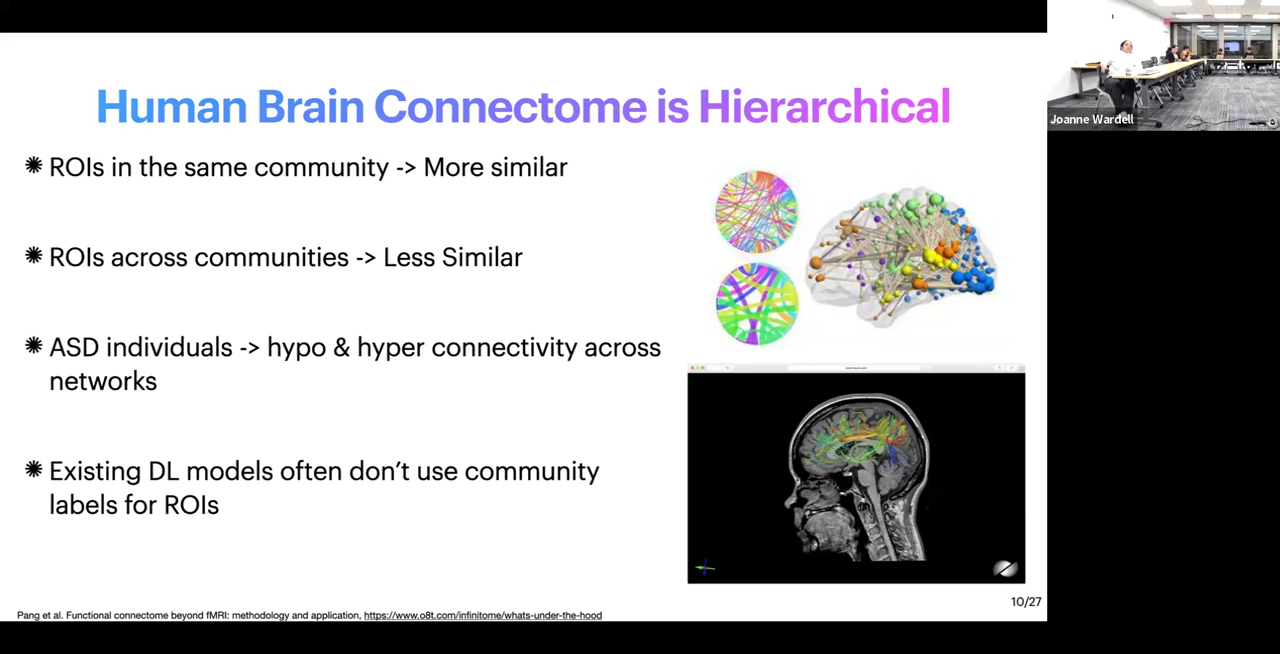 Human Brain Connectome is Hierarchical
✷ ROIs in the same community -> More similar
✷ ROIs across communities -> Less Similar
✷ ASD individuals -> hypo & hyper connectivity across
networks
✷ Existing DL models often don’t use community
labels for ROIs
10/27
Pang et al. Functional connectome beyond fMRI: methodology and application, https://www.o8t.com/infinitome/whats-under-the-hood
Joanne Wardell